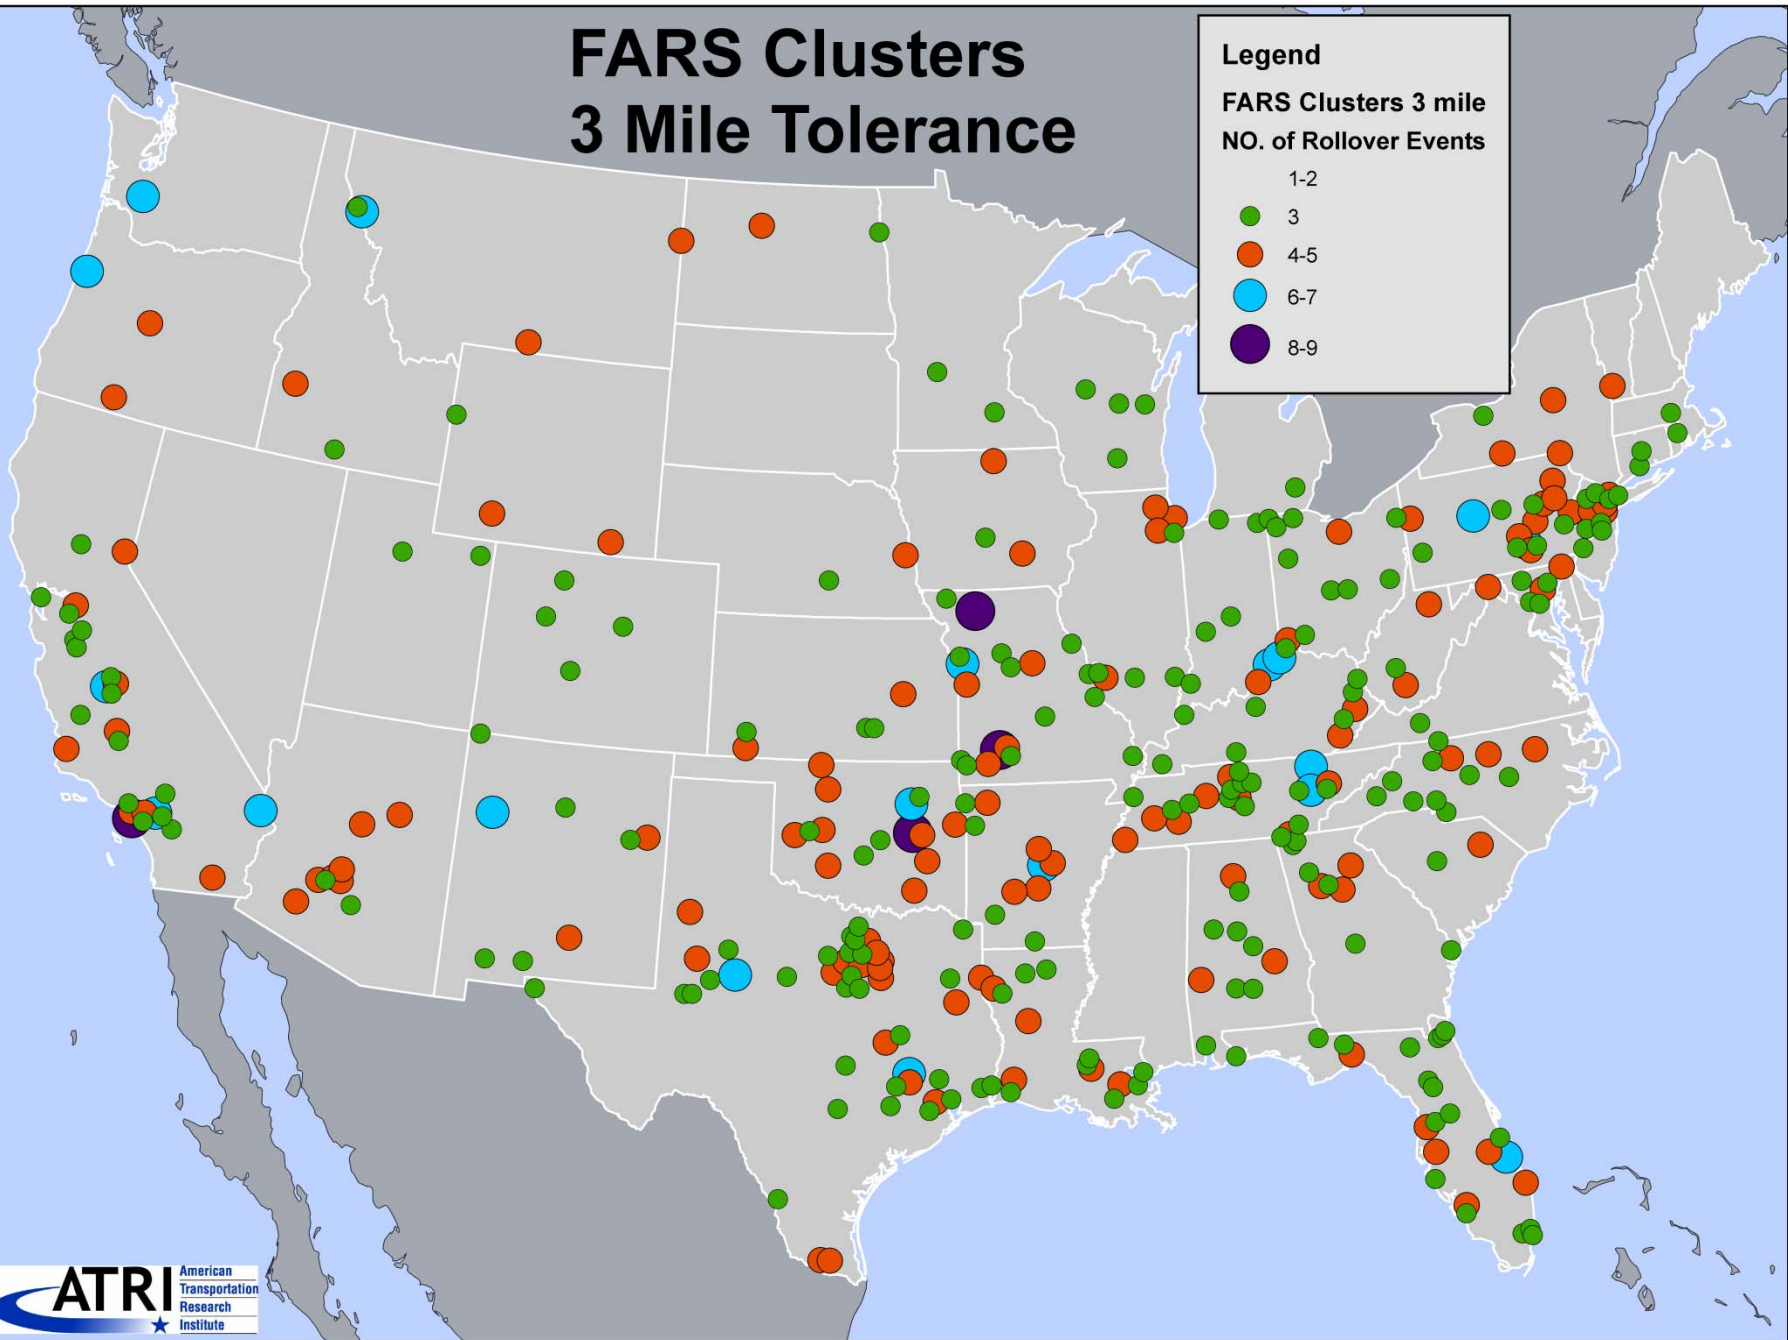 FARS Clusters
3 Mile Tolerance
Legend
FARS Clusters 3 mile
NO. of Rollover Events
1-2
3
4-5
6-7
8-9
ATRI
American
Transportation
Research
Institute